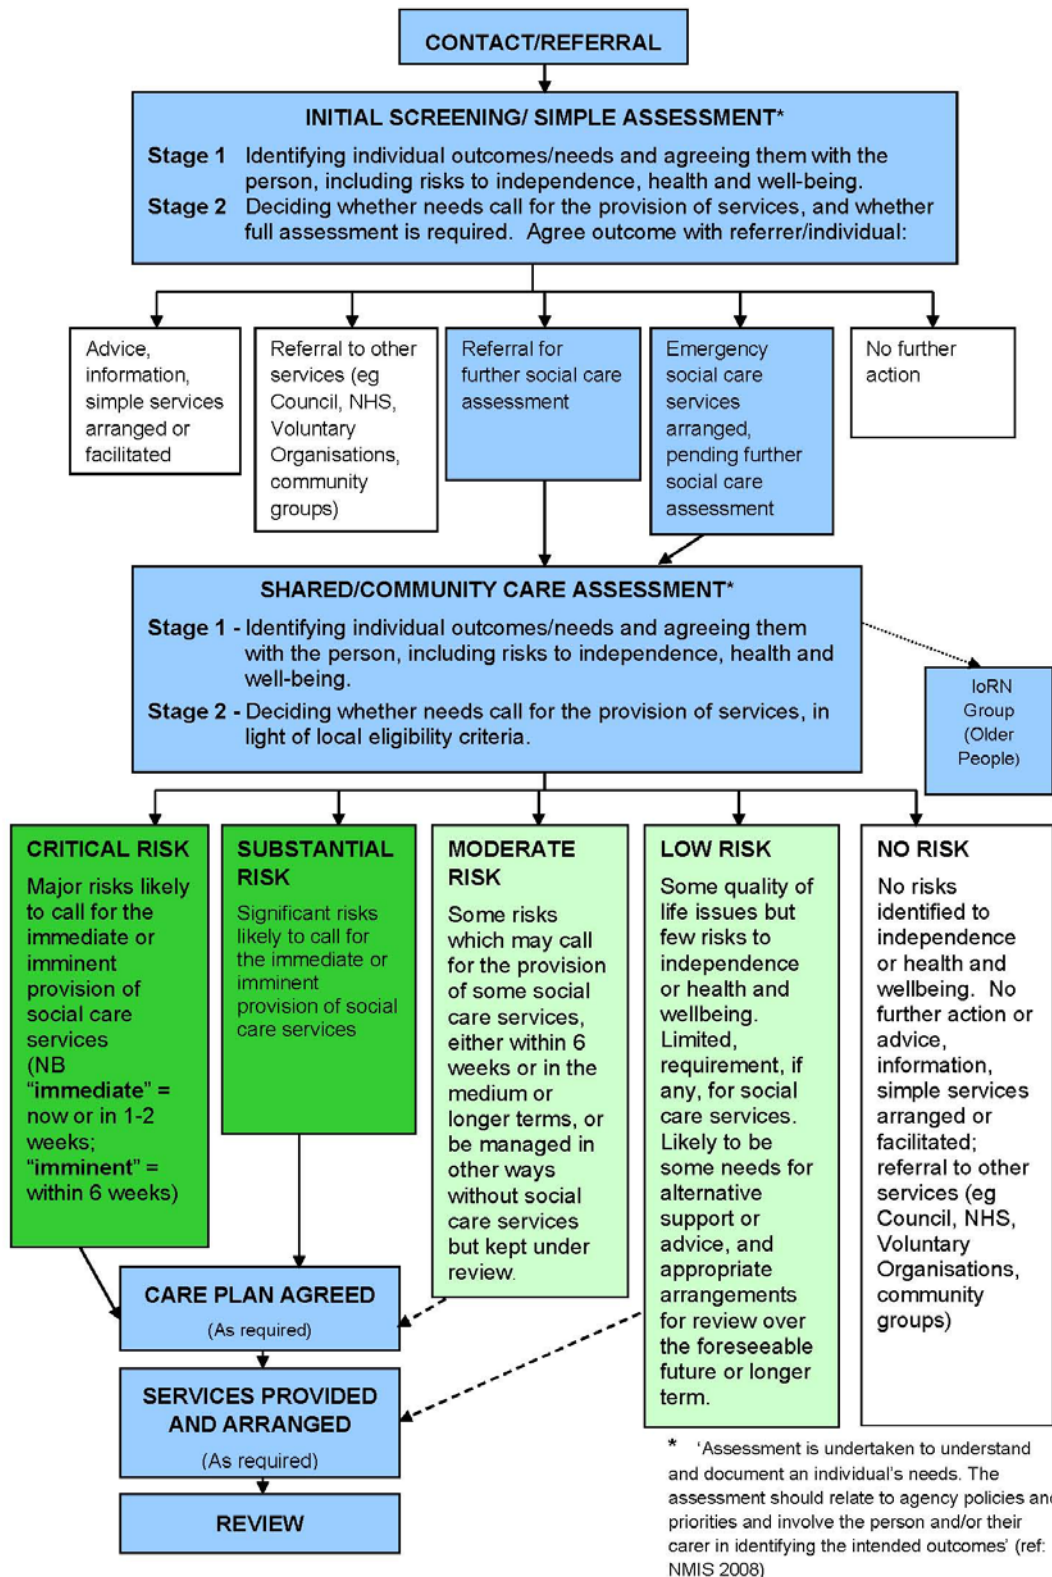 CONTACT/REFERRAL
INITIAL SCREENING/ SIMPLE ASSESSMENT*
Stage 1 Identifying individual outcomes/needs and agreeing them with the
person, including risks to independence, health and well-being.
Stage 2 Deciding whether needs call for the provision of services, and whether
full assessment is required. Agree outcome with referrer/individual:
Advice,
information,
simple services
arranged or
facilitated
Referral to other
services (eg
Council, NHS,
Voluntary
Organisations,
community
groups)
Referral for
further social care
assessment
Emergency
social care
services
arranged,
pending further
social care
assessment
No further
action
SHARED/COMMUNITY CARE ASSESSMENT*
Stage 1 - Identifying individual outcomes/needs and agreeing them
with the person, including risks to independence, health and
well-being.
Stage 2 - Deciding whether needs call for the provision of services, in
light of local eligibility criteria.
IoRN
Group
(Older
People)
CRITICAL RISK
Major risks likely
to call for the
immediate or
imminent
provision of
social care
services
(NB
“immediate” =
now or in 1-2
weeks;
“imminent” =
within 6 weeks)
SUBSTANTIAL
RISK
Significant risks
likely to call for
the immediate or
imminent
provision of social
care services
MODERATE
RISK
Some risks
which may call
for the provision
of some social
care services,
either within 6
weeks or in the
medium or
longer terms, or
be managed in
other ways
without social
care services
but kept under
review.
LOW RISK
Some quality of
life issues but
few risks to
independence
or health and
wellbeing.
Limited,
requirement, if
any, for social
care services.
Likely to be
some needs for
alternative
support or
advice, and
appropriate
arrangements
for review over
the foreseeable
future or longer
term.
NO RISK
No risks
identified to
independence
or health and
wellbeing. No
further action or
advice,
information,
simple services
arranged or
facilitated;
referral to other
services (eg
Council, NHS,
Voluntary
Organisations,
community
groups)
CARE PLAN AGREED
(As required)
SERVICES PROVIDED
AND ARRANGED
(As required)
REVIEW
* ‘Assessment is undertaken to understand
and document an individual’s needs. The
assessment should relate to agency policies and
priorities and involve the person and/or their
carer in identifying the intended outcomes’ (ref:
NMIS 2008)